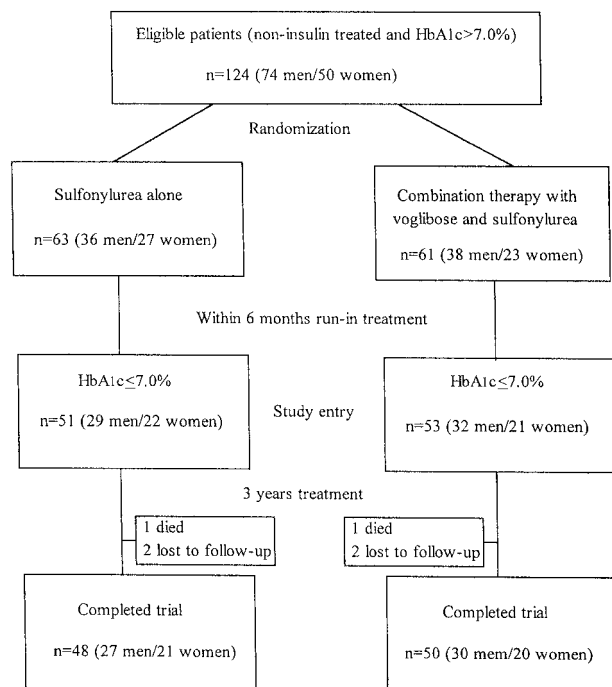 Eligible patients (non-insulin treated and HbA1c>7.0%)
n=124 (74 men/50 women)
Randomization
Sulfonylurea alone
n=63 (36 men/27 women)
Combination therapy with
voglibose and sulfonylurea
n=61 (38 men/23 women)
Within 6 months run-in treatment
HbA1c≤7.0%
n=51 (29 men/22 women)
Study entry
HbA1c≤7.0%
n=53 (32 men/21 women)
3 years treatment
1 died
2 lost to follow-up
1 died
2 lost to follow-up
Completed trial
n=48 (27 men/21 women)
Completed trial
n=50 (30 mem/20 women)